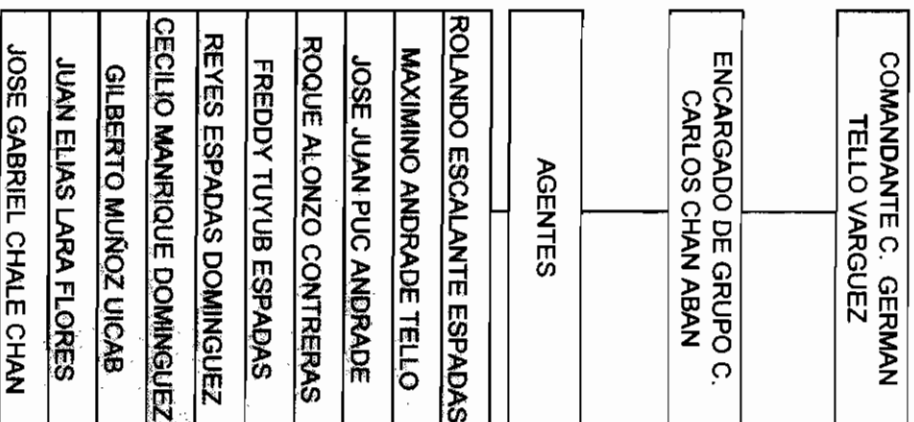 COMANDANTE C. GERMAN
TELLO VARGUEZ
ENCARGADO DE GRUPO C.
CARLOS CHAN ABAN
AGENTES
ROLANDO ESCALANTE ESPADAS
MAXIMINO ANDRADE TELLO
JOSE JUAN PUC ANDRADE
ROQUE ALONZO CONTRERAS
FREDDY TUYUB ESPADAS
REYES ESPADAS DOMINGUEZ
CECILIO MANRIQUE DOMINGUEZ
GILBERTO MUÑOZ UICAB
JUAN ELIAS LARA FLORES
JOSE GABRIEL CHALE CHAN